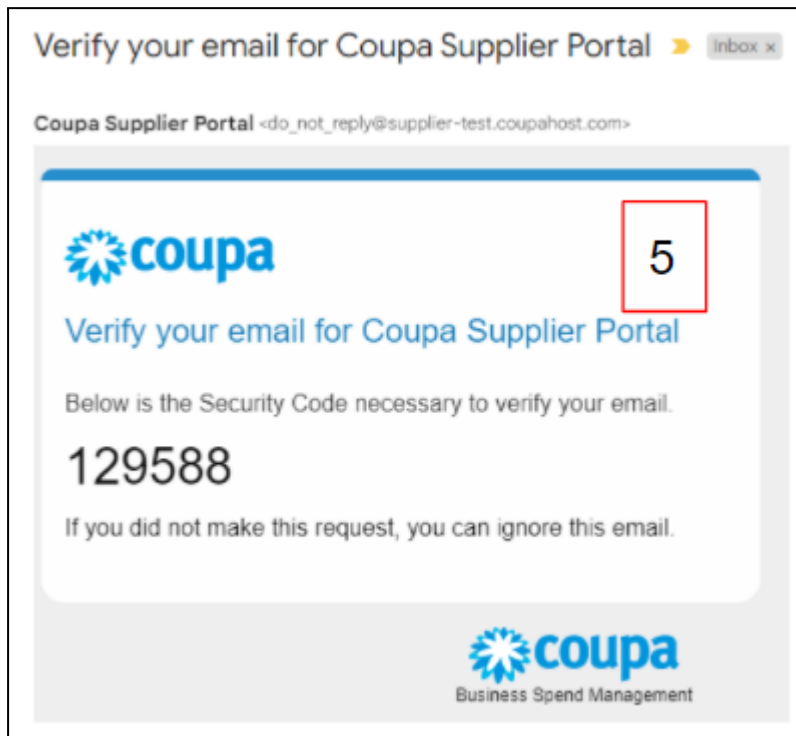 Verify your email for Coupa Supplier Portal Inbox x
Coupa Supplier Portal <do_not_reply@supplier-test.coupahost.com>
coupa
5
Verify your email for Coupa Supplier Portal
Below is the Security Code necessary to verify your email.
129588
If you did not make this request, you can ignore this email.
coupa
Business Spend Management